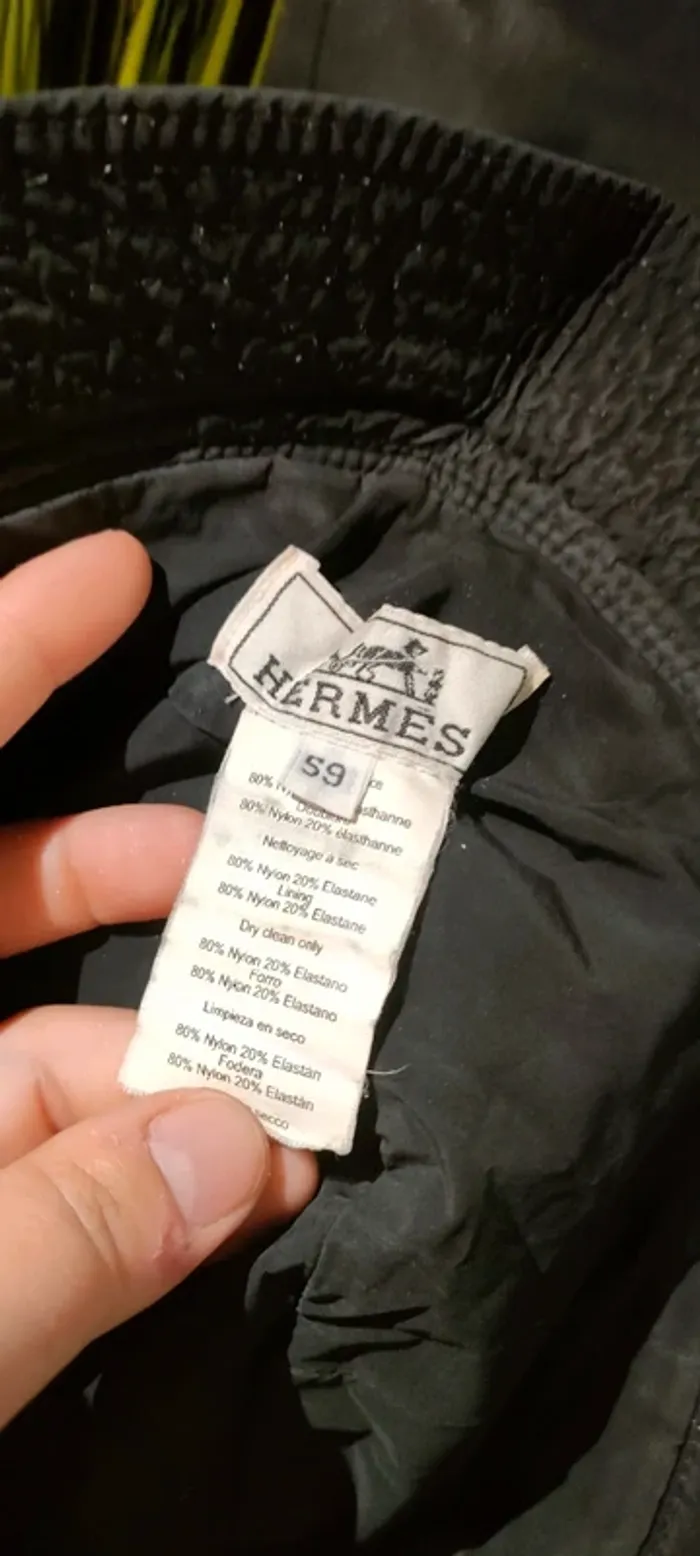 HERMES
59
80%
80% Nylon 20% élasthanne
Nettoyage à sec
80% Nylon 20% Elastane
Lining
80% Nylon 20% Elastane
Dry clean only
80% Nylon 20% Elastano
Forro
80% Nylon 20% Elastano
Limpieza en seco
80% Nylon 20% Elastán
Fodera
80% Nylon 20% Elastán
secco